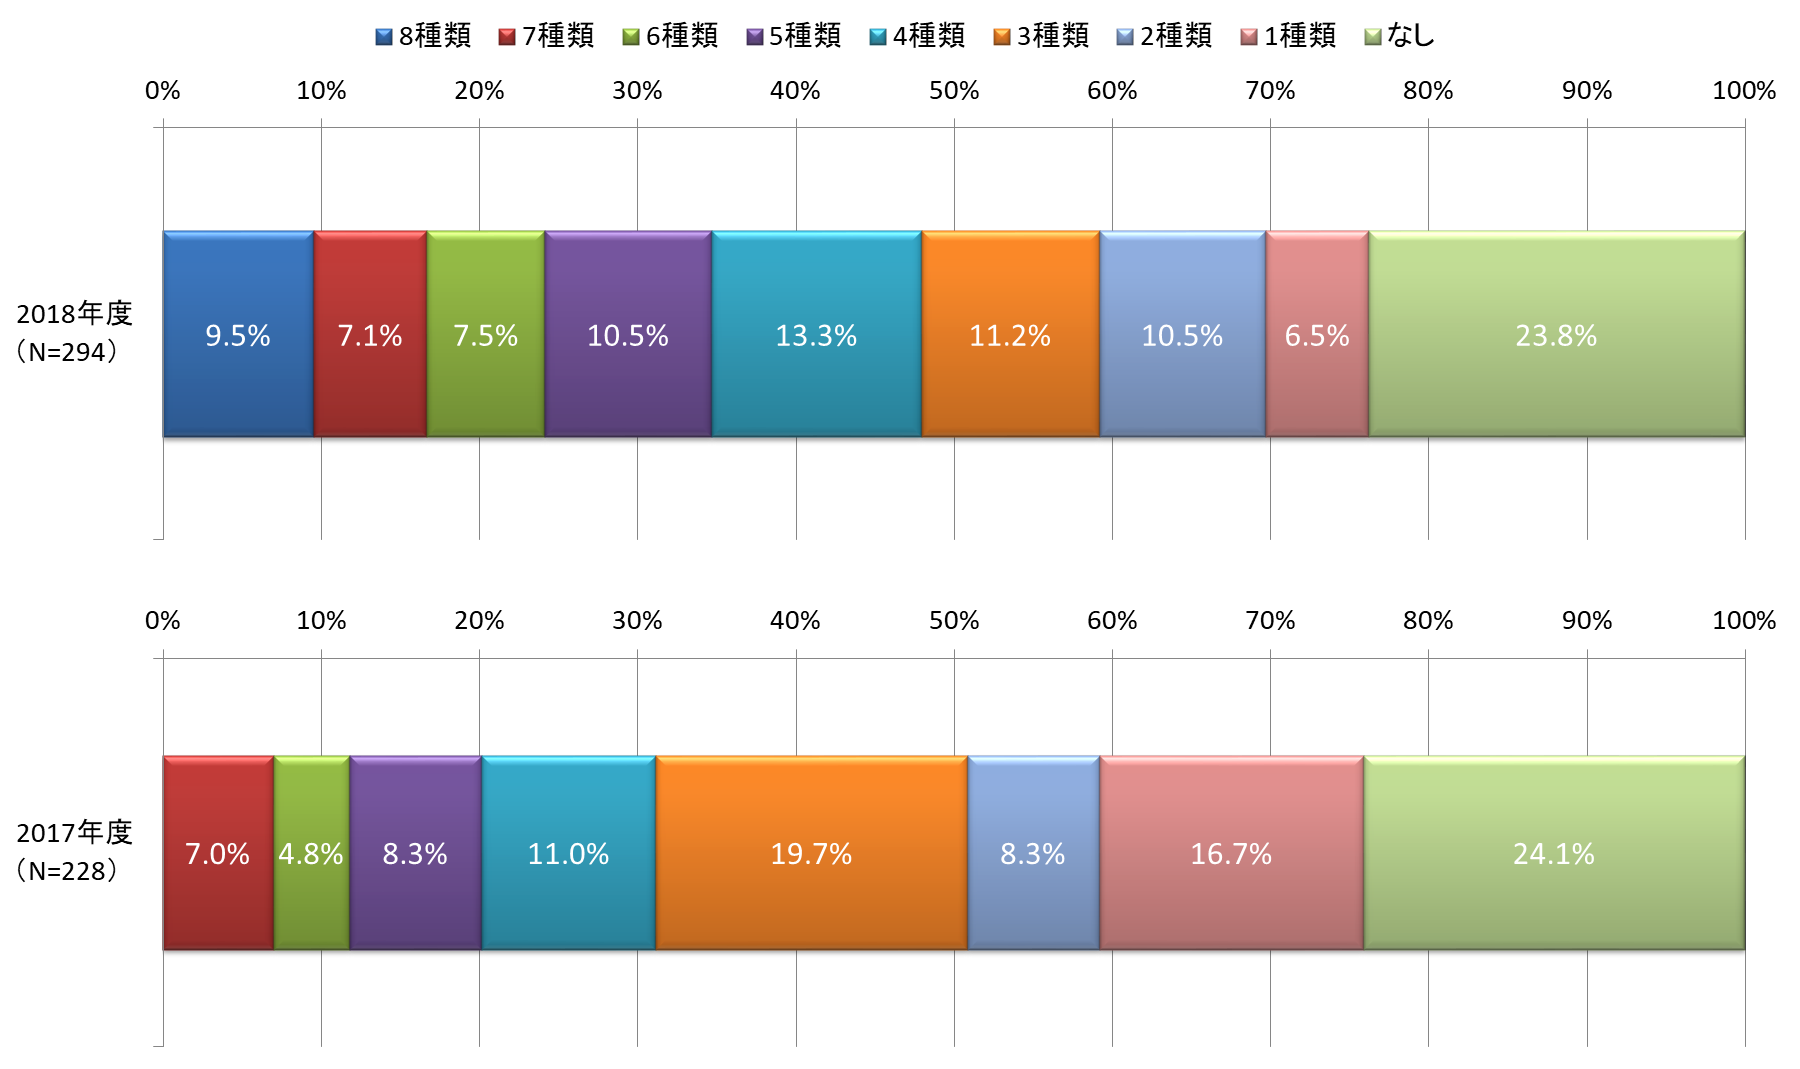 8種類 7種類 6種類 5種類 4種類 3種類 2種類 1種類 なし
0% 10% 20% 30% 40% 50% 60% 70% 80% 90% 100%
2018年度
（N=294）
9.5% 7.1% 7.5% 10.5% 13.3% 11.2% 10.5% 6.5% 23.8%
0% 10% 20% 30% 40% 50% 60% 70% 80% 90% 100%
2017年度
（N=228）
7.0% 4.8% 8.3% 11.0% 19.7% 8.3% 16.7% 24.1%